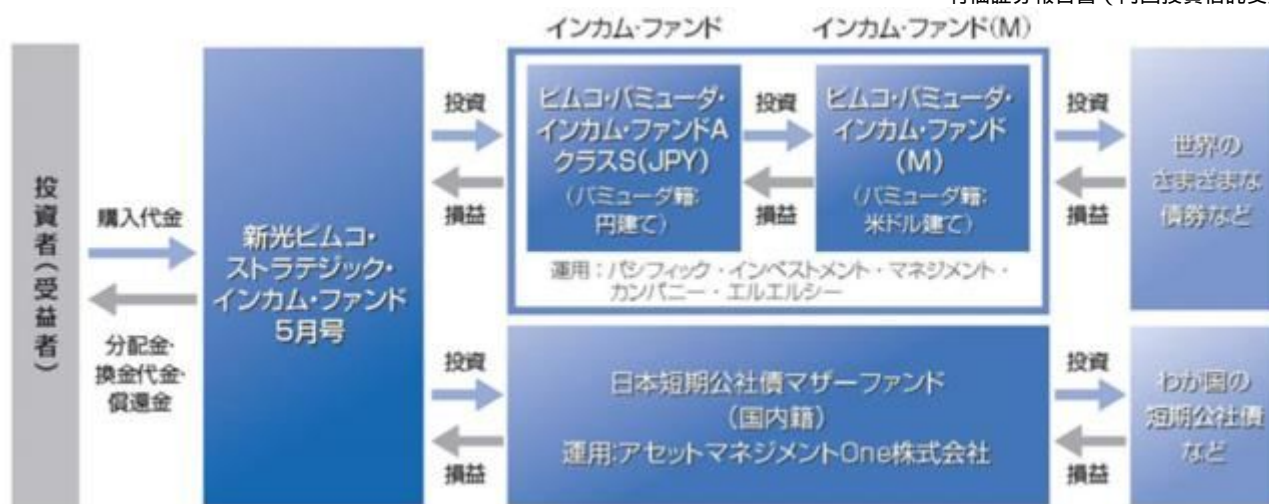 インカム・ファンド
インカム・ファンド(M)
投資者(受益者)
購入代金
分配金・
換金代金・
償還金
新光ピムコ・
ストラテジック・
インカム・ファンド
5月号
投資
損益
ピムコ・バミューダ・
インカム・ファンドA
クラスS(JPY)
(バミューダ籍:
円建て)
投資
損益
ピムコ・バミューダ・
インカム・ファンド
(M)
(バミューダ籍:
米ドル建て)
運用:パシフィック・インベストメント・マネジメント・
カンパニー・エルエルシー
投資
損益
世界の
さまざまな
債券など
投資
損益
日本短期公社債マザーファンド
(国内籍)
運用:アセットマネジメントOne株式会社
投資
損益
わが国の
短期公社債
など